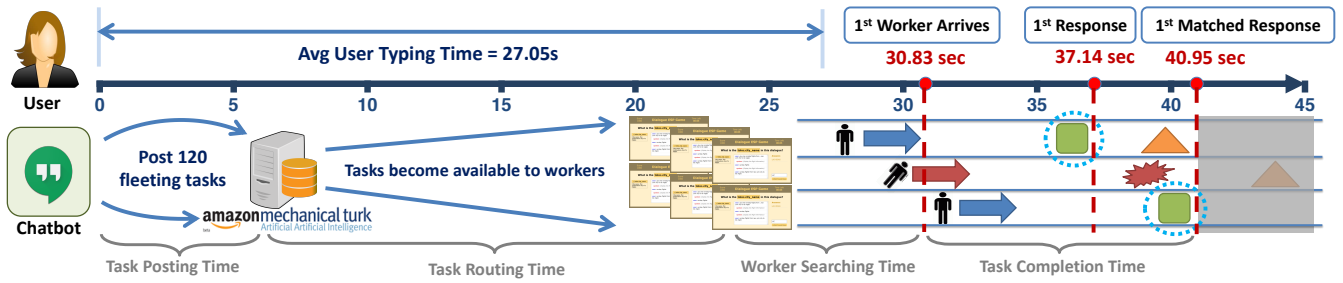 1st Worker Arrives
1st Response
1st Matched Response
Avg User Typing Time = 27.05s
30.83 sec
37.14 sec
40.95 sec
User
0
5
10
15
20
25
30
35
40
45
Post 120
fleeting tasks
Tasks become available to workers
Chatbot
amazonmechanical turk
beta
Artificial Artificial Intelligence
Task Posting Time
Task Routing Time
Worker Searching Time
Task Completion Time